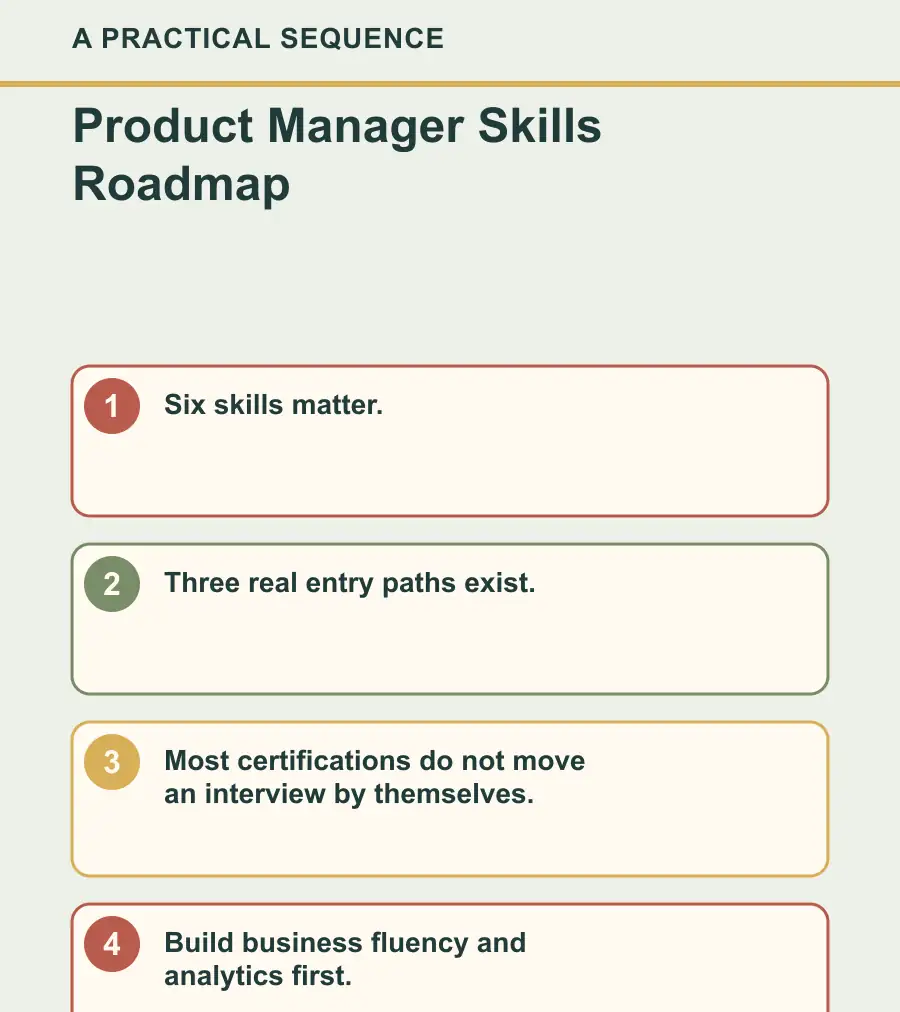 A PRACTICAL SEQUENCE
Product Manager Skills
Roadmap
1
Six skills matter.
2
Three real entry paths exist.
3
Most certifications do not move
an interview by themselves.
4
Build business fluency and
analytics first.